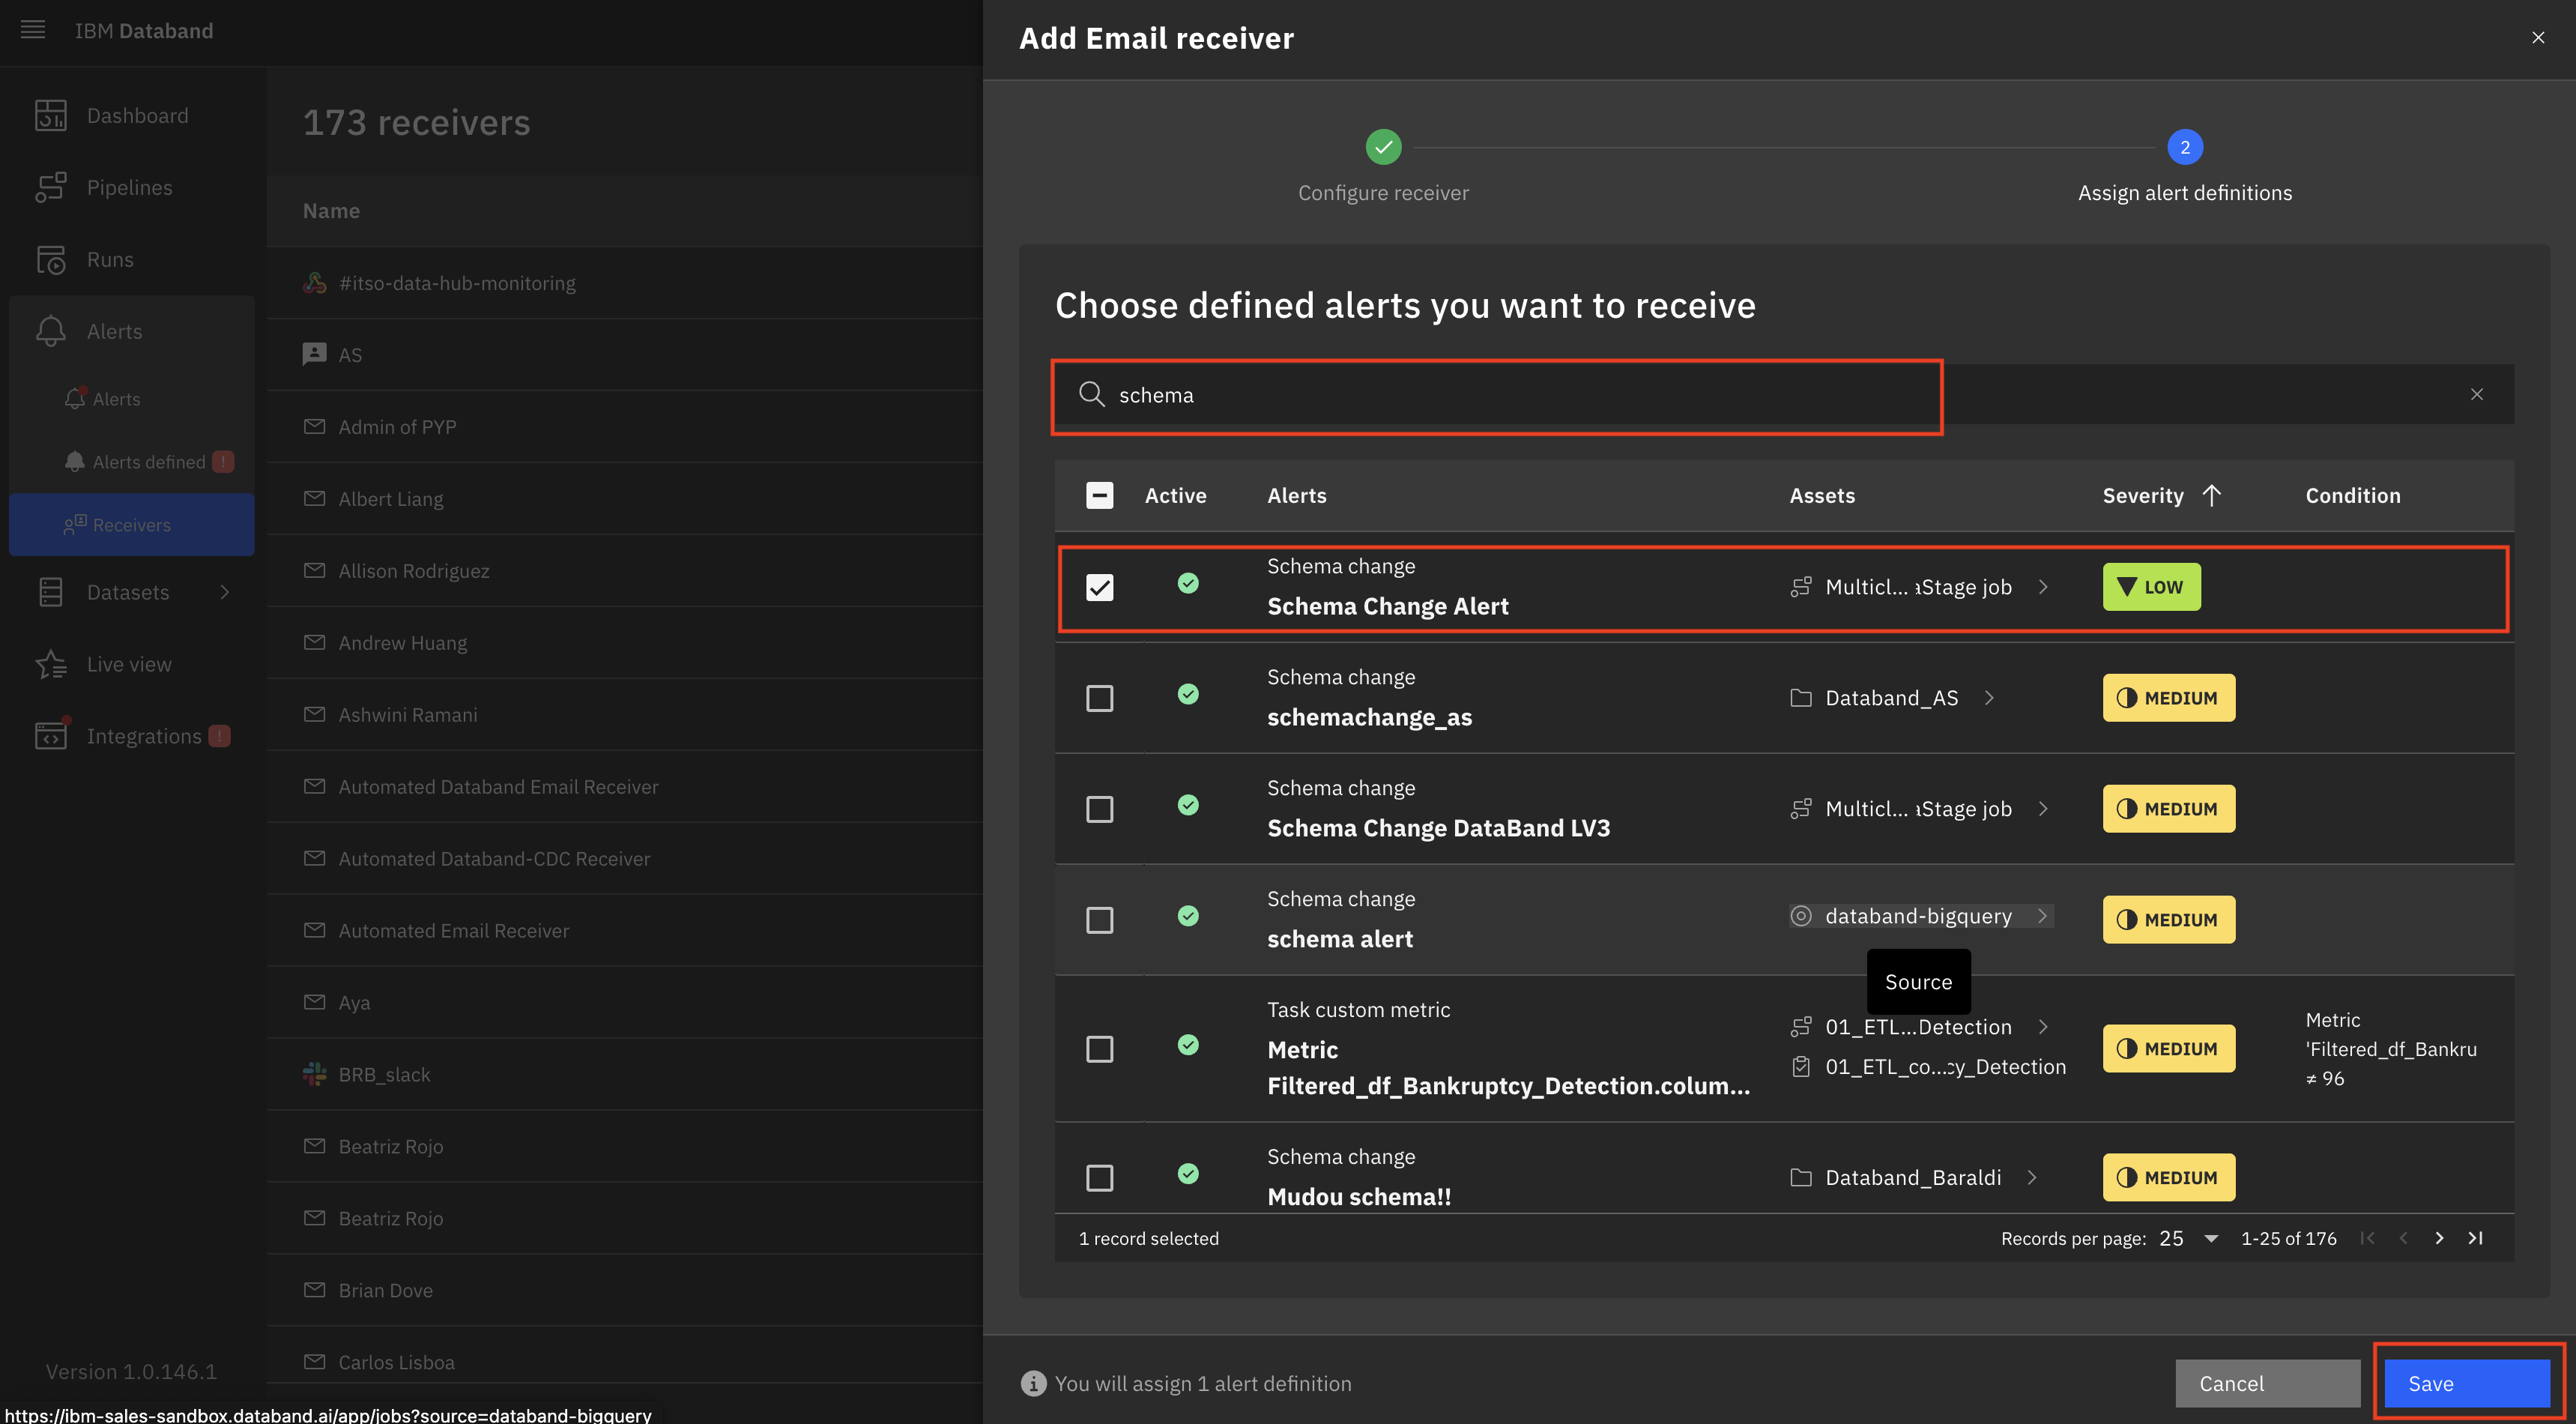 IBM Databand
Dashboard
Pipelines
Runs
Alerts
Alerts
Alerts defined !
Receivers
Datasets
Live view
Integrations !
Version 1.0.146.1
173 receivers
Name
#itso-data-hub-monitoring
AS
Admin of PYP
Albert Liang
Allison Rodriguez
Andrew Huang
Ashwini Ramani
Automated Databand Email Receiver
Automated Databand-CDC Receiver
Automated Email Receiver
Aya
BRB_slack
Beatriz Rojo
Beatriz Rojo
Brian Dove
Carlos Lisboa
https://ibm-sales-sandbox.databand.ai/app/jobs?source=databand-bigquery
Add Email receiver
Configure receiver
2
Assign alert definitions
Choose defined alerts you want to receive
schema
Active Alerts Assets Severity Condition
Schema change
Schema Change Alert
Multicl... aStage job
LOW
Schema change
schemachange_as
Databand_AS
MEDIUM
Schema change
Schema Change DataBand LV3
Multicl... aStage job
MEDIUM
Schema change
schema alert
databand-bigquery
MEDIUM
Source
Task custom metric
Metric
Filtered_df_Bankruptcy_Detection.colum...
01_ETL...Detection
01_ETL_co...cy_Detection
MEDIUM
Metric
'Filtered_df_Bankru
≠ 96
Schema change
Mudou schema!!
Databand_Baraldi
MEDIUM
1 record selected
Records per page: 25 1-25 of 176
You will assign 1 alert definition
Cancel
Save